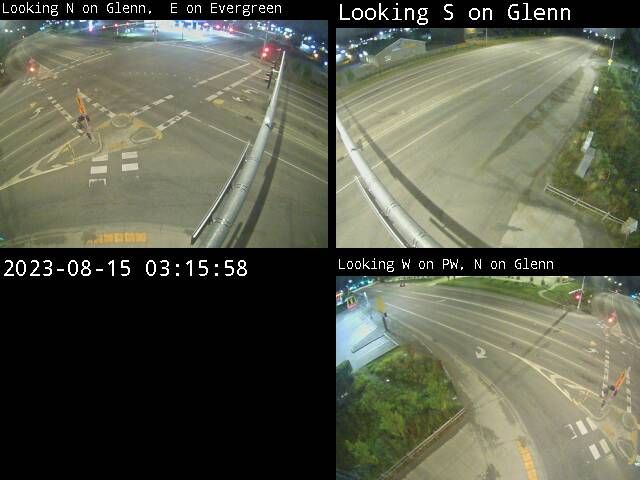 Looking N on Glenn,  E on Evergreen
Looking S on Glenn
2023-08-15 03:15:58
Looking W on PW, N on Glenn